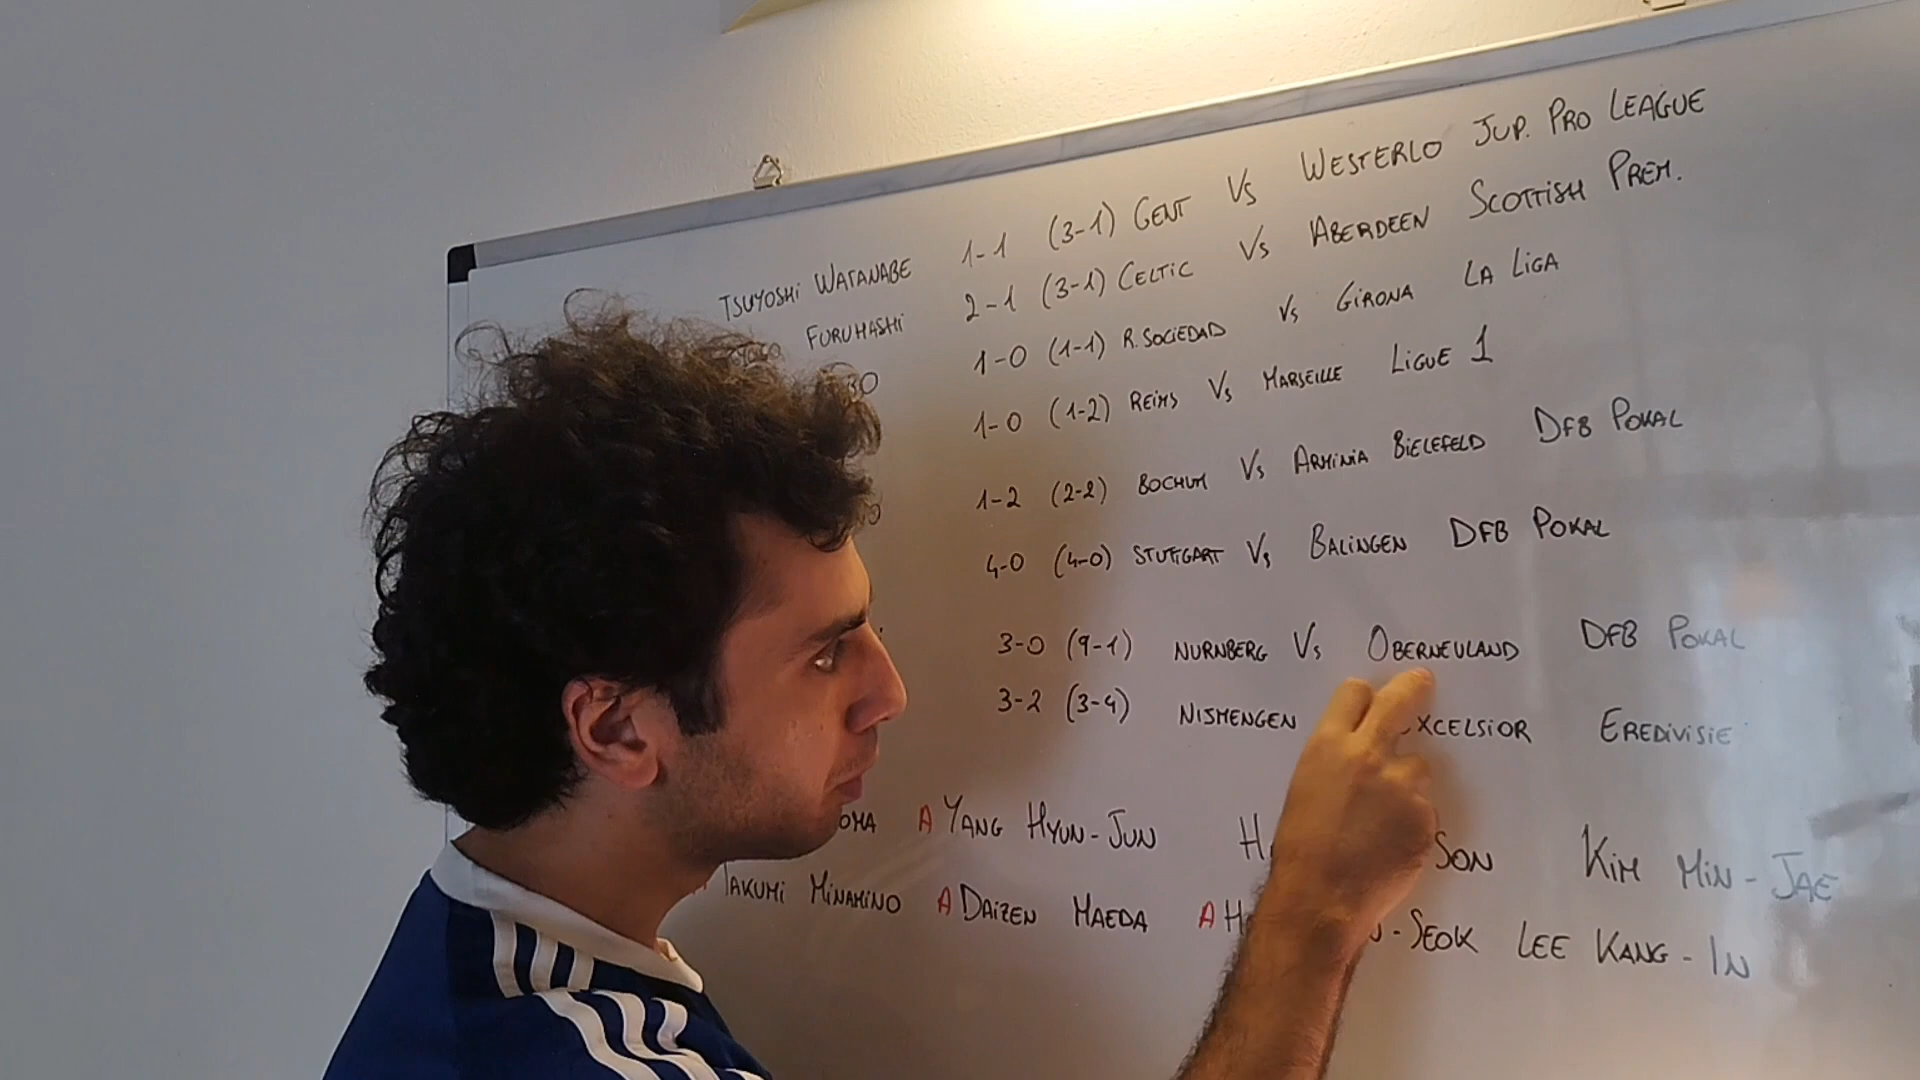 TSUYOSHI WATANABE 1-1 (3-1) GENT Vs WESTERLO JUP. PRO LEAGUE
FURUHASHI 2-1 (3-1) CELTIC Vs ABERDEEN SCOTTISH PREM.
1-0 (1-1) R. SOCIEDAD Vs GIRONA LA LIGA
1-0 (1-2) REIMS Vs MARSEILLE LIGUE 1
1-2 (2-2) BOCHUM Vs ARMINIA BIELEFELD DFB POKAL
4-0 (4-0) STUTTGART Vs BALINGEN DFB POKAL
3-0 (9-1) NURNBERG Vs OBERNEULAND DFB POKAL
3-2 (3-4) NISMENGEN XCELSIOR EREDIVISIE
OMA A YANG HYUN-JUN SON KIM MIN-JAE
TAKUMI MINAMINO A DAIZEN MAEDA A -SEOK LEE KANG-IN